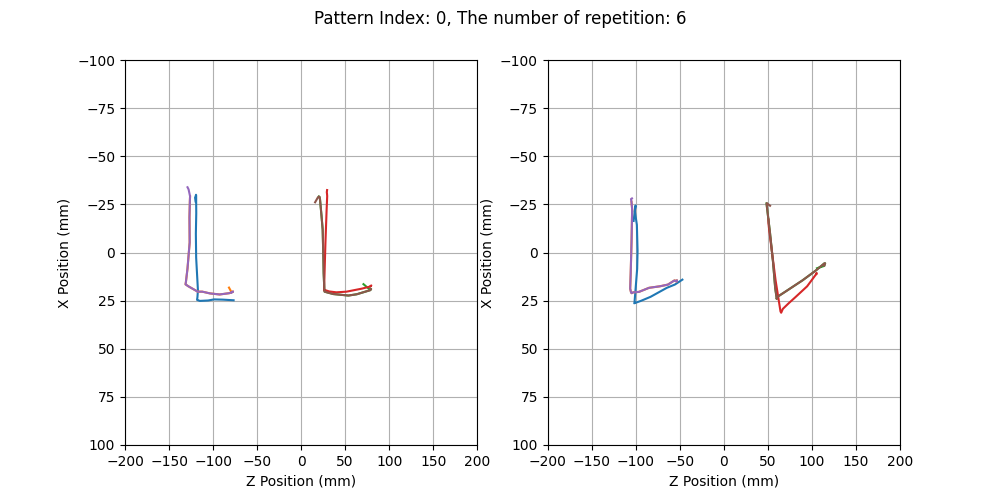 Pattern Index: 0, The number of repetition: 6
−100 −100
−75 −75
−50 −50
−25 −25
X Position (mm) 0 X Position (mm) 0
25 25
50 50
75 75
100 100
−200 −150 −100 −50 0 50 100 150 200 −200 −150 −100 −50 0 50 100 150 200
Z Position (mm) Z Position (mm)